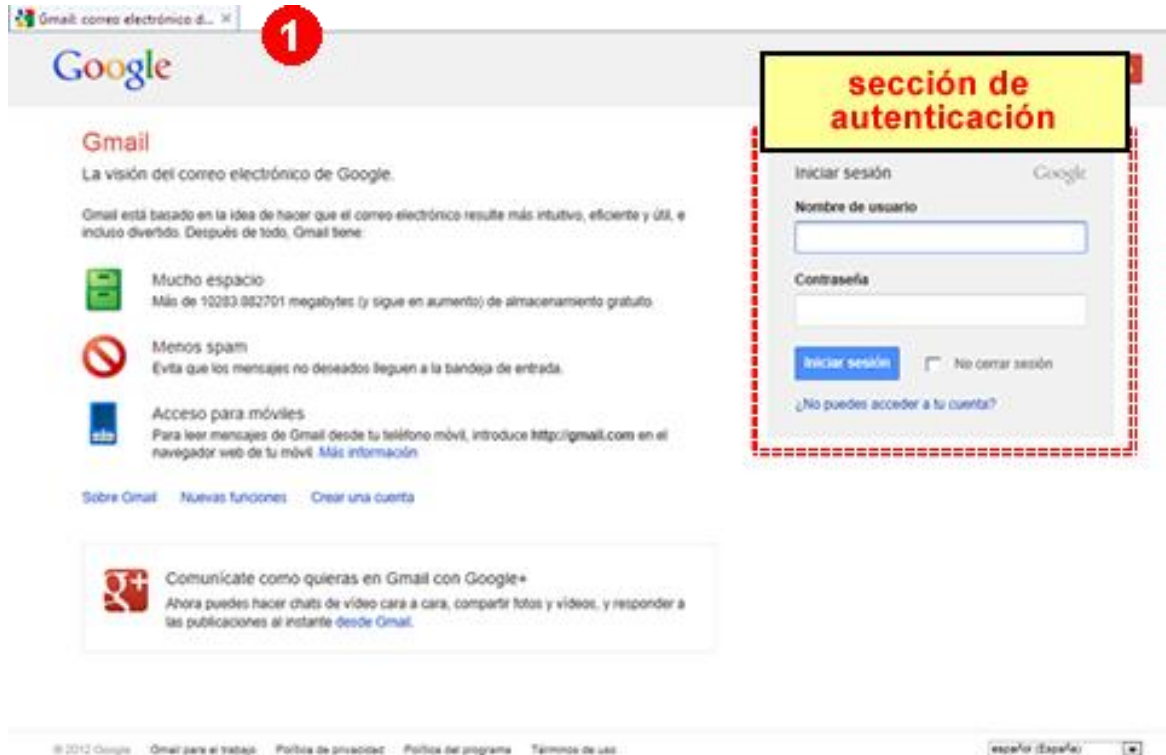 Gmail: correo electrónico d...
1
Google
sección de
autenticación
Gmail
La visión del correo electrónico de Google.
Gmail está basado en la idea de hacer que el correo electrónico resulte más intuitivo, eficiente y útil, e
incluso divertido. Después de todo, Gmail tiene:
Mucho espacio
Más de 10283.882701 megabytes (y sigue en aumento) de almacenamiento gratuito.
Menos spam
Evita que los mensajes no deseados lleguen a la bandeja de entrada.
Acceso para móviles
Para leer mensajes de Gmail desde tu teléfono móvil, introduce http://gmail.com en el
navegador web de tu móvil. Más información
Sobre Gmail Nuevas funciones Crear una cuenta
g+
Comunícate como quieras en Gmail con Google+
Ahora puedes hacer chats de vídeo cara a cara, compartir fotos y vídeos, y responder a
las publicaciones al instante desde Gmail.
Iniciar sesión Google
Nombre de usuario
Contraseña
Iniciar sesión No cerrar sesión
¿No puedes acceder a tu cuenta?
© 2012 Google Gmail para el trabajo Política de privacidad Política del programa Términos de uso
español (España)